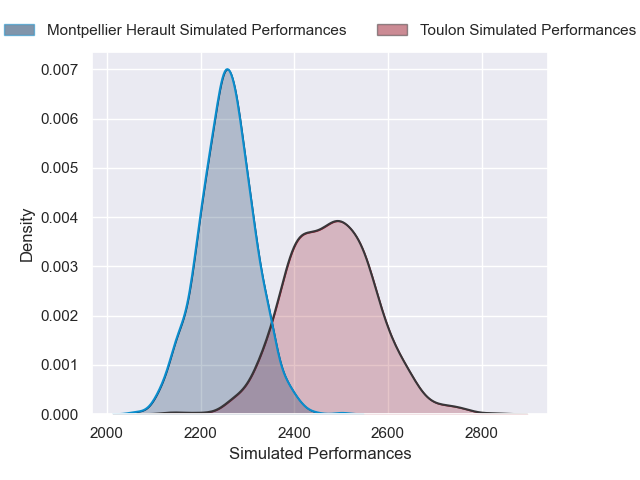 Montpellier Herault Simulated Performances
Toulon Simulated Performances
0.007
0.006
0.005
0.004
0.003
0.002
0.001
0.000
Density
2000 2200 2400 2600 2800
Simulated Performances